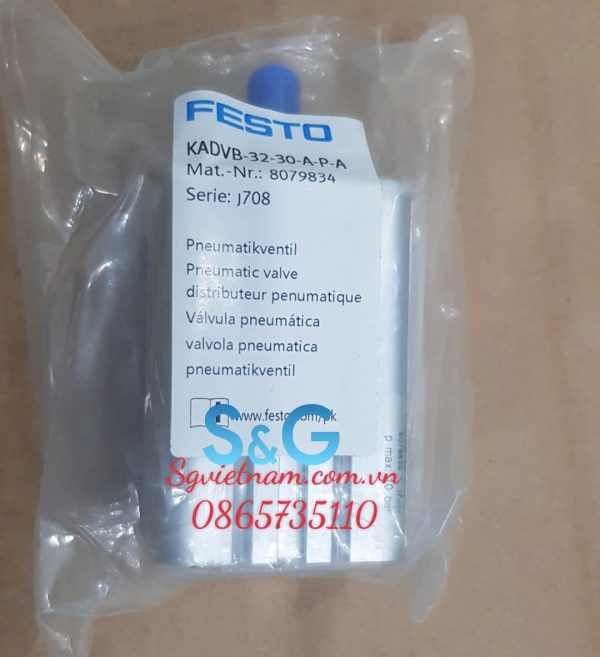 FESTO
KADVB-32-30-A-P-A
Mat.-Nr.: 8079834
Serie: J708
Pneumatikventil
Pneumatic valve
distributeur penumatique
Válvula pneumática
valvola pneumatica
pneumatikventil
www.festo.com/pk
S&G
Sgvietnam.com.vn
0865735110
p max
bar